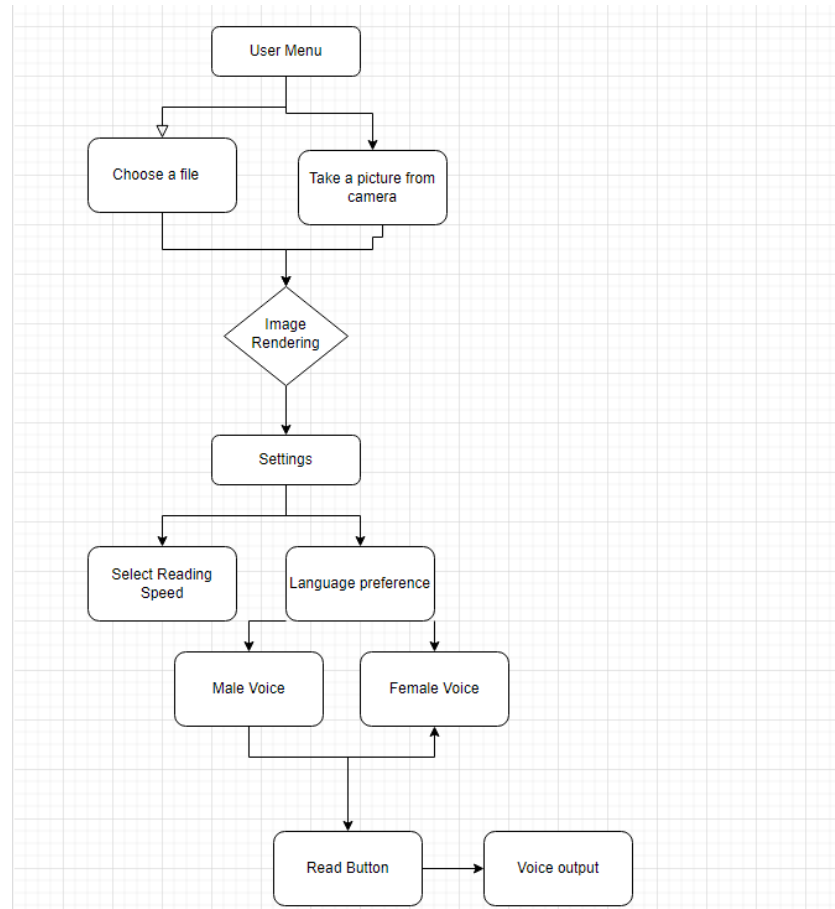 User Menu
Choose a file
Take a picture from
camera
Image
Rendering
Settings
Select Reading
Speed
Language preference
Male Voice
Female Voice
Read Button
Voice output